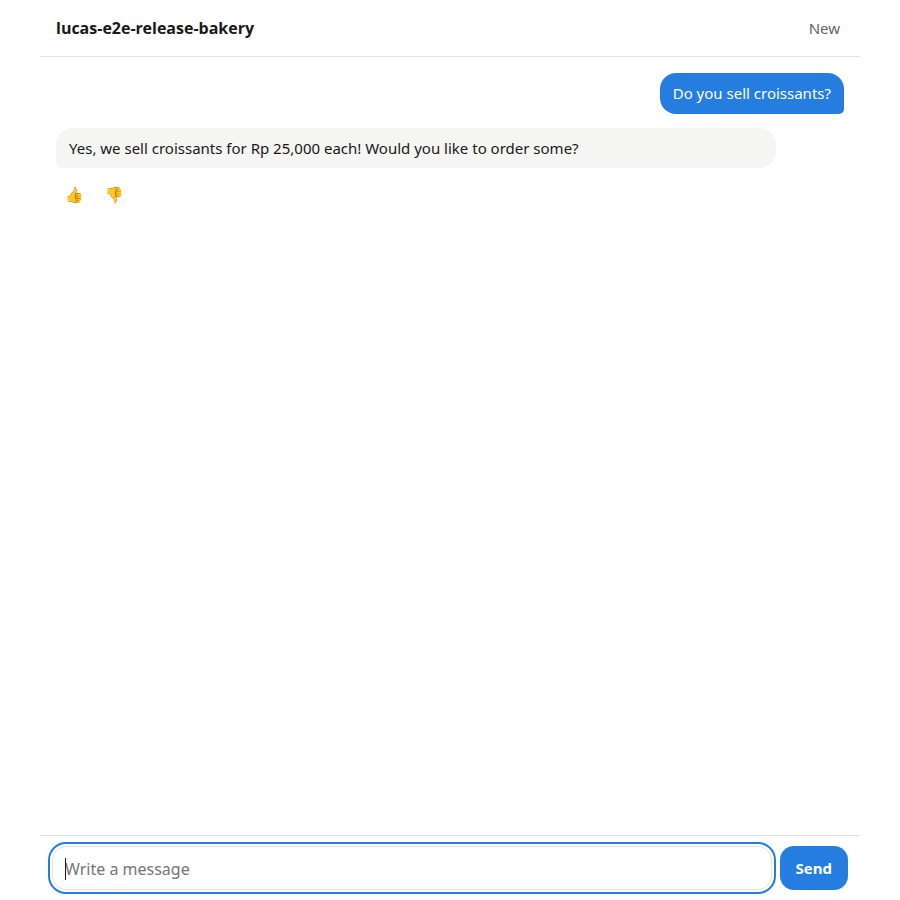 lucas-e2e-release-bakery
New
Do you sell croissants?
Yes, we sell croissants for Rp 25,000 each! Would you like to order some?
Write a message
Send